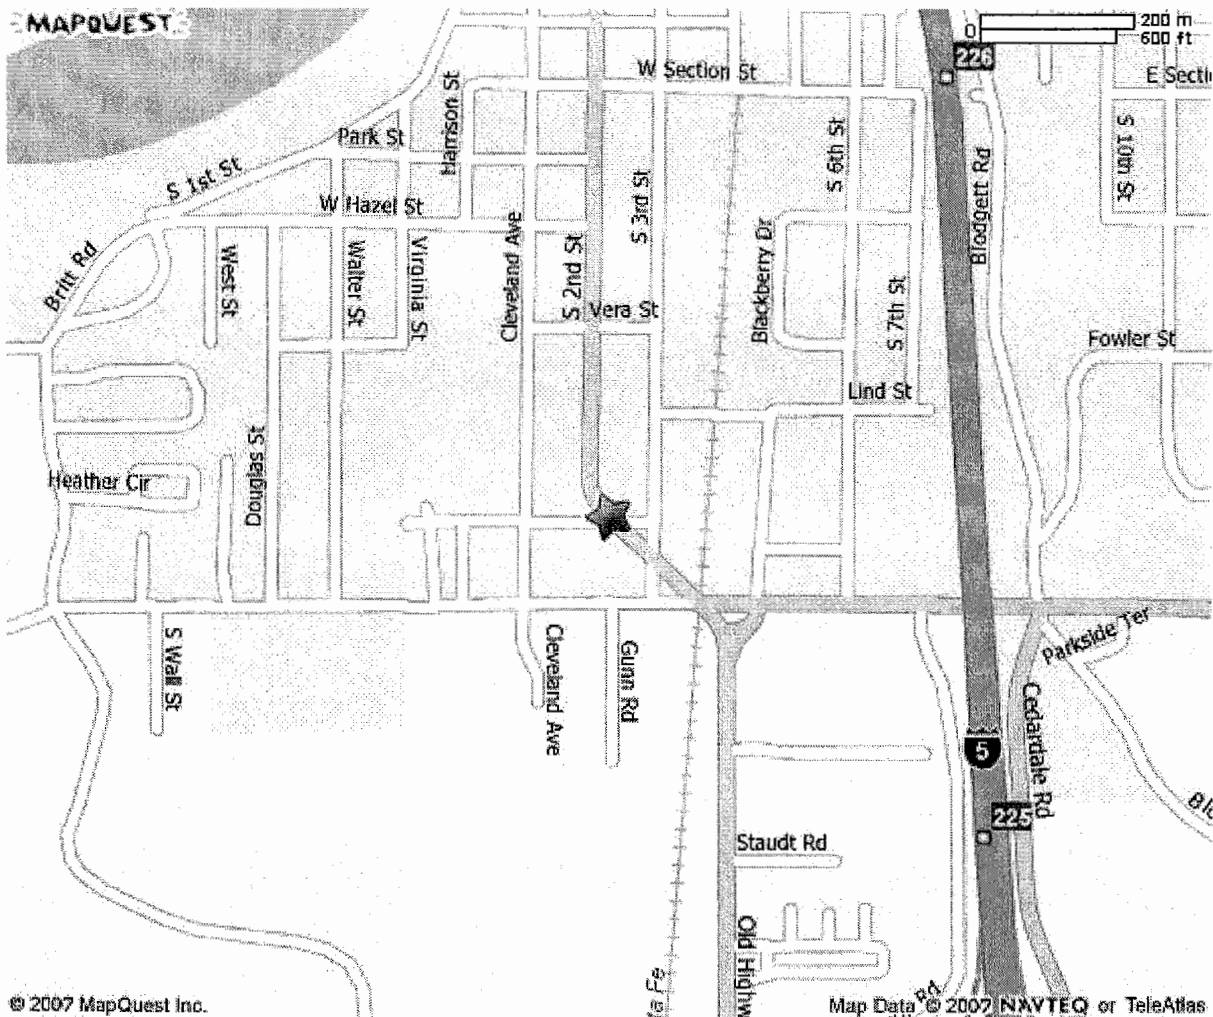 MAPQUEST
0
200 m
600 ft
226
W Section St
Harrison St
Park St
S 6th St
S 10th St
S 1st St
Blodgett Rd
W Hazel St
S 3rd St
Cleveland Ave
Blackberry Dr
Britt Rd
West St
Walter St
Virginia St
S 2nd St
S 7th St
Vera St
Fowler St
Lind St
Douglas St
Heather Cir
S Wall St
Cleveland Ave
Gunn Rd
Parkside Ter
Cedardale Rd
5
225
Staudt Rd
© 2007 MapQuest Inc.
Map Data © 2007 NAVTEQ or TeleAtlas